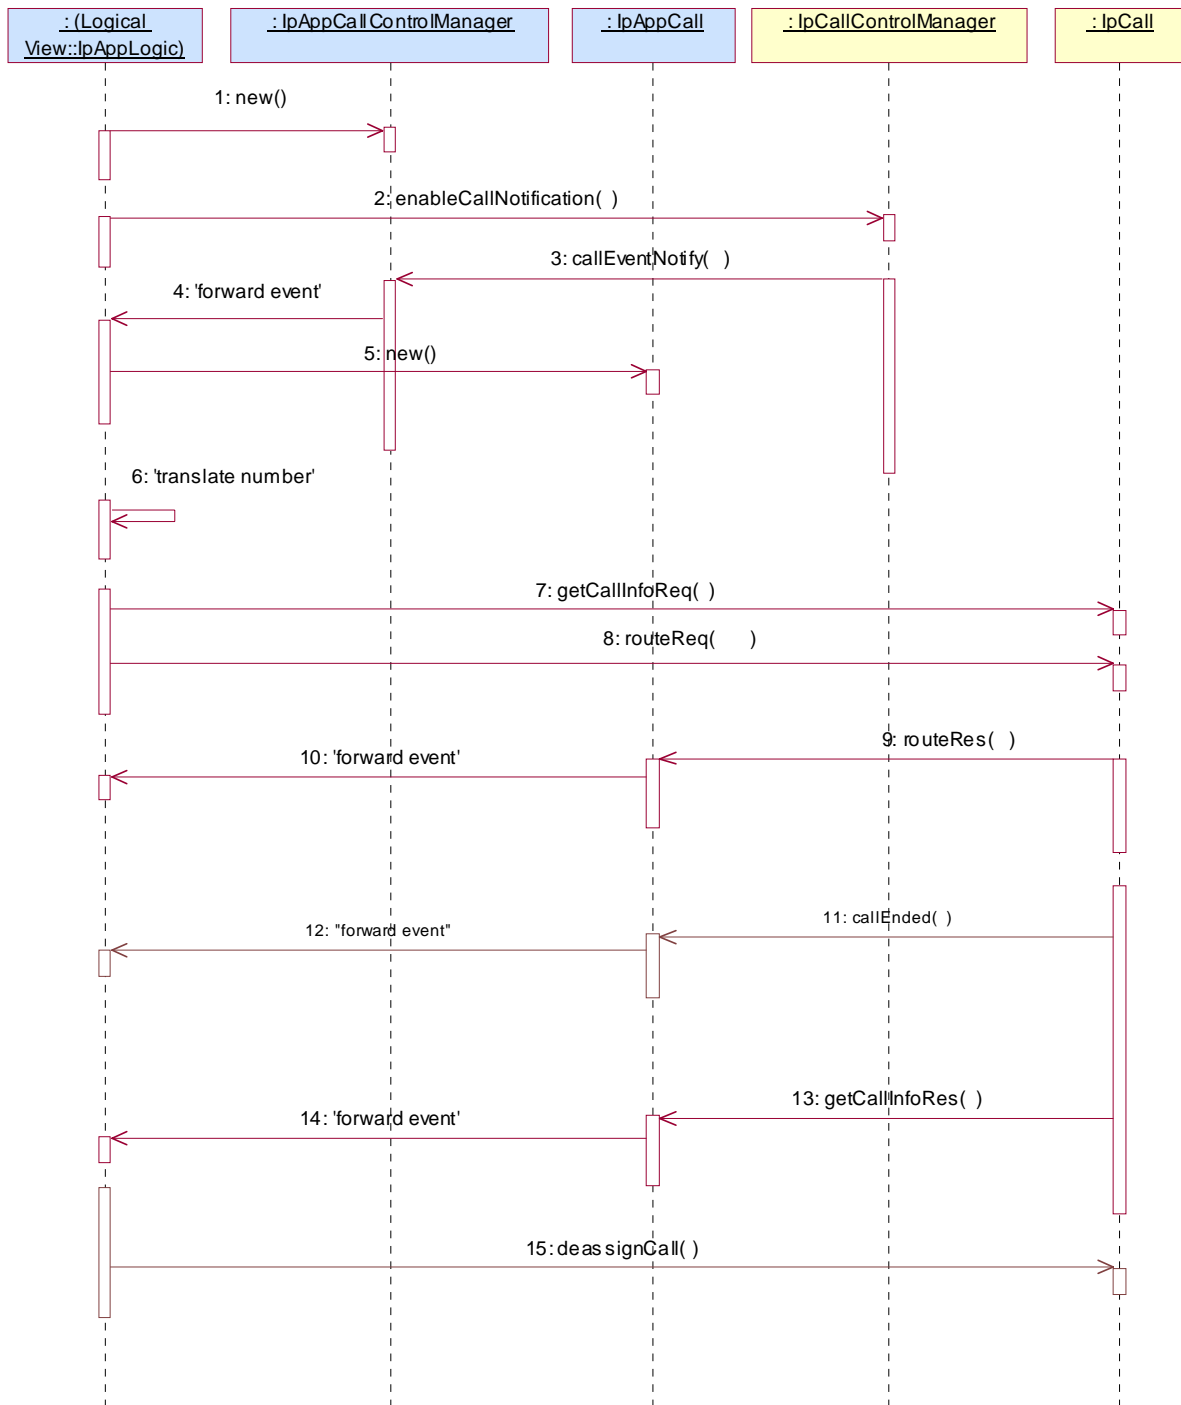 : (Logical
View::IpAppLogic)
: IpAppCallControlManager
: IpAppCall
: IpCallControlManager
: IpCall
1: new()
2: enableCallNotification( )
3: callEventNotify( )
4: 'forward event'
5: new()
6: 'translate number'
7: getCallInfoReq( )
8: routeReq( )
9: routeRes( )
10: 'forward event'
11: callEnded( )
12: "forward event"
13: getCallInfoRes( )
14: 'forward event'
15: deassignCall( )